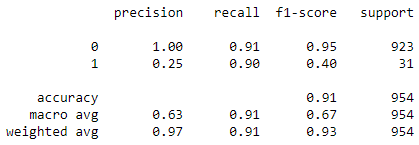 precision recall f1-score support
0 1.00 0.91 0.95 923
1 0.25 0.90 0.40 31
accuracy 0.91 954
macro avg 0.63 0.91 0.67 954
weighted avg 0.97 0.91 0.93 954